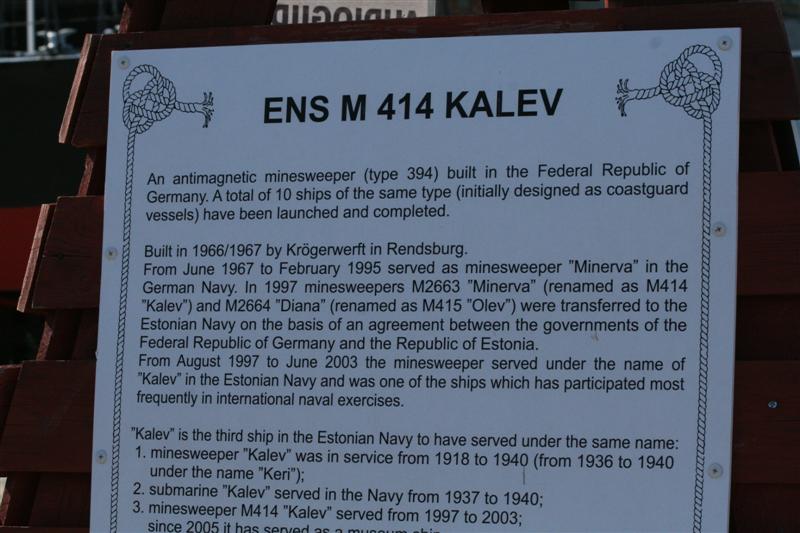 AUDIOGUID
ENS M 414 KALEV
An antimagnetic minesweeper (type 394) built in the Federal Republic of
Germany. A total of 10 ships of the same type (initially designed as coastguard
vessels) have been launched and completed.
Built in 1966/1967 by Krögerwerft in Rendsburg.
From June 1967 to February 1995 served as minesweeper ”Minerva” in the
German Navy. In 1997 minesweepers M2663 ”Minerva” (renamed as M414
”Kalev”) and M2664 ”Diana” (renamed as M415 ”Olev”) were transferred to the
Estonian Navy on the basis of an agreement between the governments of the
Federal Republic of Germany and the Republic of Estonia.
From August 1997 to June 2003 the minesweeper served under the name of
”Kalev” in the Estonian Navy and was one of the ships which has participated most
frequently in international naval exercises.
”Kalev” is the third ship in the Estonian Navy to have served under the same name:
1. minesweeper ”Kalev” was in service from 1918 to 1940 (from 1936 to 1940
under the name ”Keri”);
2. submarine ”Kalev” served in the Navy from 1937 to 1940;
3. minesweeper M414 ”Kalev” served from 1997 to 2003;
since 2005 it has served as a museum ship.